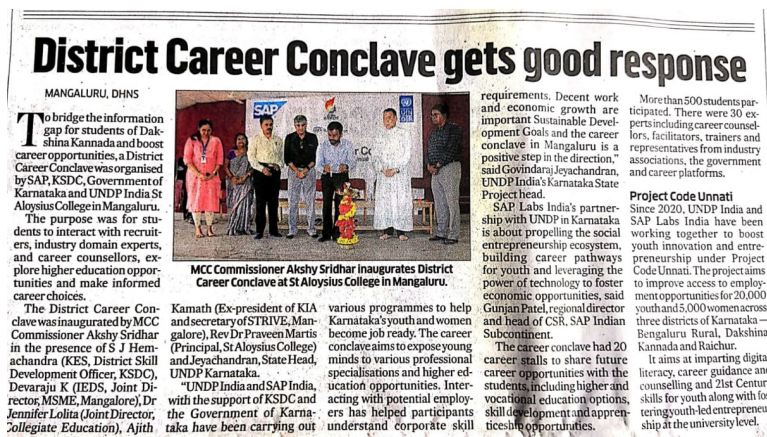 District Career Conclave gets good response
MANGALURU, DHNS
To bridge the information
gap for students of Dak-
shina Kannada and boost
career opportunities, a District
Career Conclave was organised
by SAP, KSDC, Government of
Karnataka and UNDP India St
Aloysius College in Mangaluru.
The purpose was for stu-
dents to interact with recruit-
ers, industry domain experts,
and career counsellors, ex-
plore higher education oppor-
tunities and make informed
career choices.
The District Career Con-
clave was inaugurated by MCC
Commissioner Akshy Sridhar
in the presence of S J Hem-
achandra (KES, District Skill
Development Officer, KSDC),
Devaraju K (IEDS, Joint Di-
rector, MSME, Mangalore), Dr
Jennifer Lolita (Joint Director,
Collegiate Education), Ajith
SAP
MCC Commissioner Akshy Sridhar inaugurates District
Career Conclave at St Aloysius College in Mangaluru.
Kamath (Ex-president of KIA
and secretary of STRIVE, Man-
galore), Rev Dr Praveen Martis
(Principal, St Aloysius College)
and Jeyachandran, State Head,
UNDP Karnataka.
"UNDP India and SAP India,
with the support of KSDC and
the Government of Karna-
taka have been carrying out
various programmes to help
Karnataka's youth and women
become job ready. The career
conclave aims to expose young
minds to various professional
specialisations and higher ed-
ucation opportunities. Inter-
acting with potential employ-
ers has helped participants
understand corporate skill
requirements. Decent work
and economic growth are
important Sustainable Devel-
opment Goals and the career
conclave in Mangaluru is a
positive step in the direction,"
said Govindaraj Jeyachandran,
UNDP India's Karnataka State
Project head.
SAP Labs India's partner-
ship with UNDP in Karnataka
is about propelling the social
entrepreneurship ecosystem,
building career pathways
for youth and leveraging the
power of technology to foster
economic opportunities, said
Gunjan Patel, regional director
and head of CSR, SAP Indian
Subcontinent.
The career conclave had 20
career stalls to share future
career opportunities with the
students, including higher and
vocational education options,
skill development and appren-
ticeship opportunities.
More than 500 students par-
ticipated. There were 30 ex-
perts including career counsel-
lors, facilitators, trainers and
representatives from industry
associations, the government
and career platforms.
Project Code Unnati
Since 2020, UNDP India and
SAP Labs India have been
working together to boost
youth innovation and entre-
preneurship under Project
Code Unnati. The project aims
to improve access to employ-
ment opportunities for 20,000
youth and 5,000 women across
three districts of Karnataka —
Bengaluru Rural, Dakshina
Kannada and Raichur.
It aims at imparting digital
literacy, career guidance and
counselling and 21st Century
skills for youth along with fos-
tering youth-led entrepreneur-
ship at the university level.